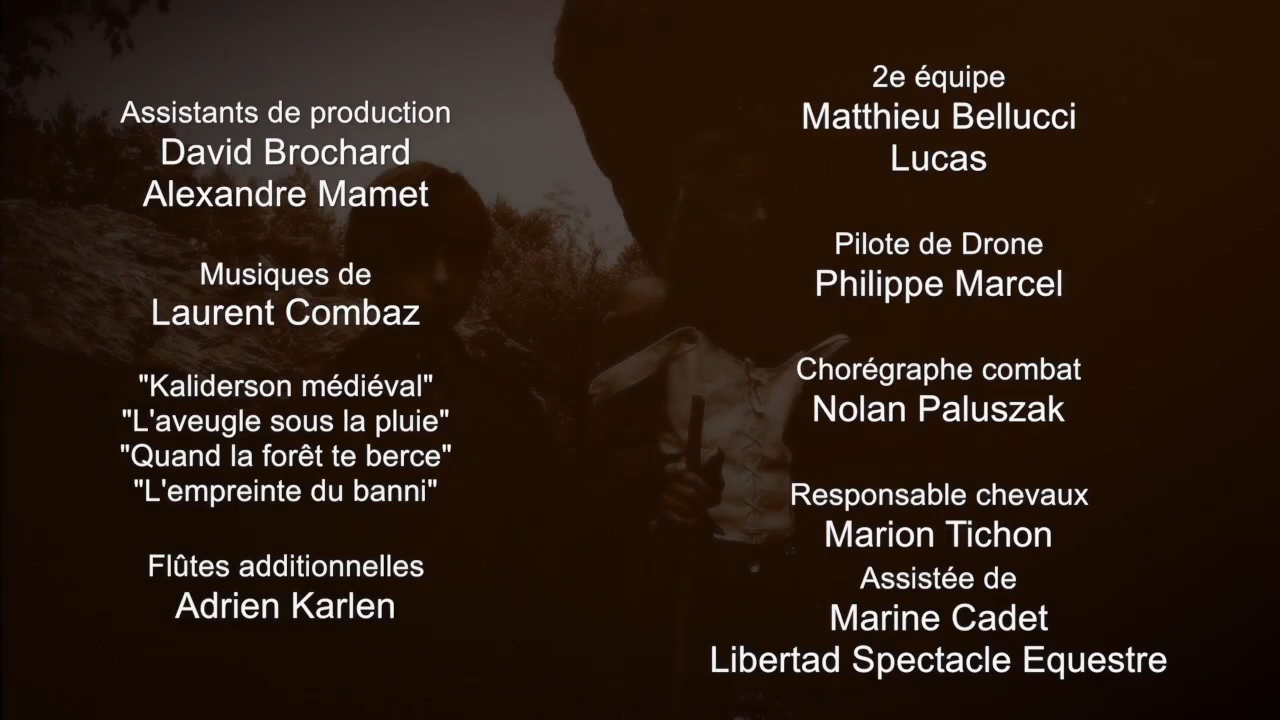 Assistants de production
David Brochard
Alexandre Mamet
Musiques de
Laurent Combaz
"Kaliderson médiéval"
"L'aveugle sous la pluie"
"Quand la forêt te berce"
"L'empreinte du banni"
Flûtes additionnelles
Adrien Karlen
2e équipe
Matthieu Bellucci
Lucas
Pilote de Drone
Philippe Marcel
Chorégraphe combat
Nolan Paluszak
Responsable chevaux
Marion Tichon
Assistée de
Marine Cadet
Libertad Spectacle Equestre